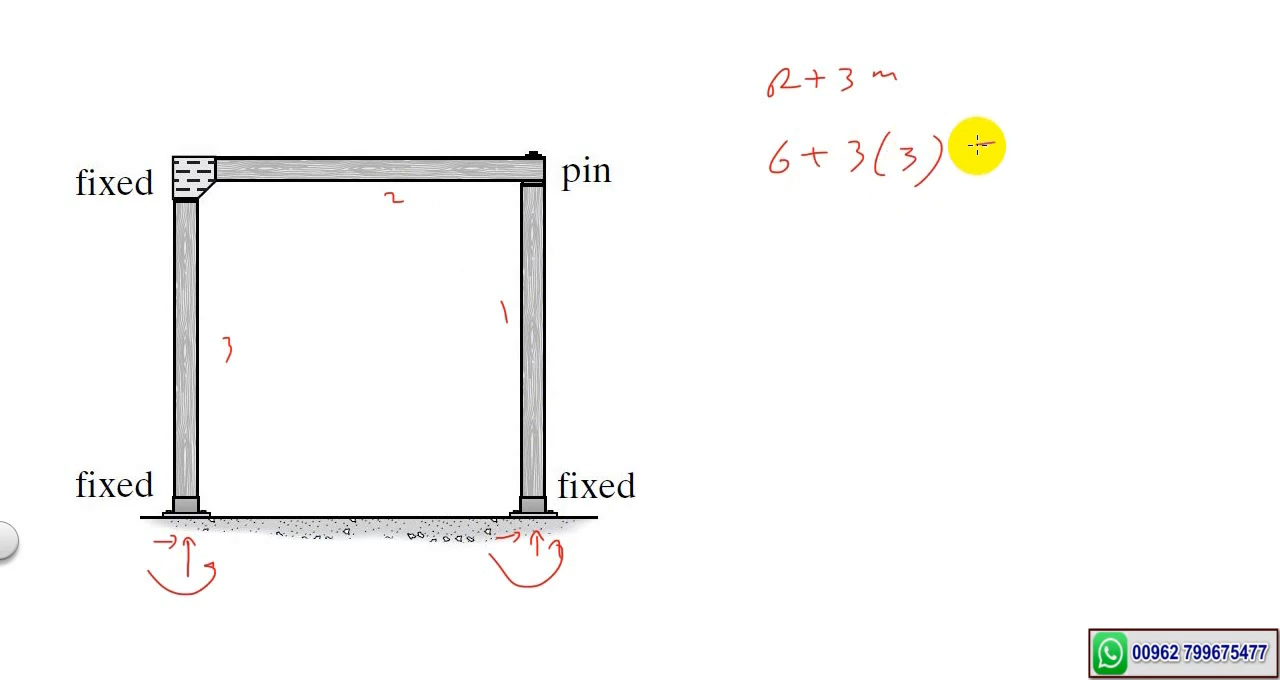 R + 3 m
6 + 3 ( 3 ) -
fixed
pin
2
1
3
fixed
fixed
00962 799675477